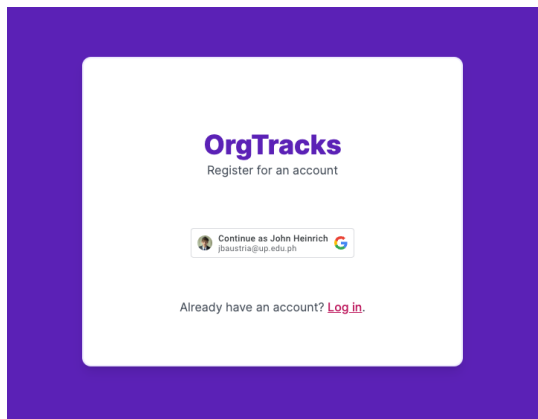 OrgTracks
Register for an account
Continue as John Heinrich
jbaustria@up.edu.ph
Already have an account? Log in.